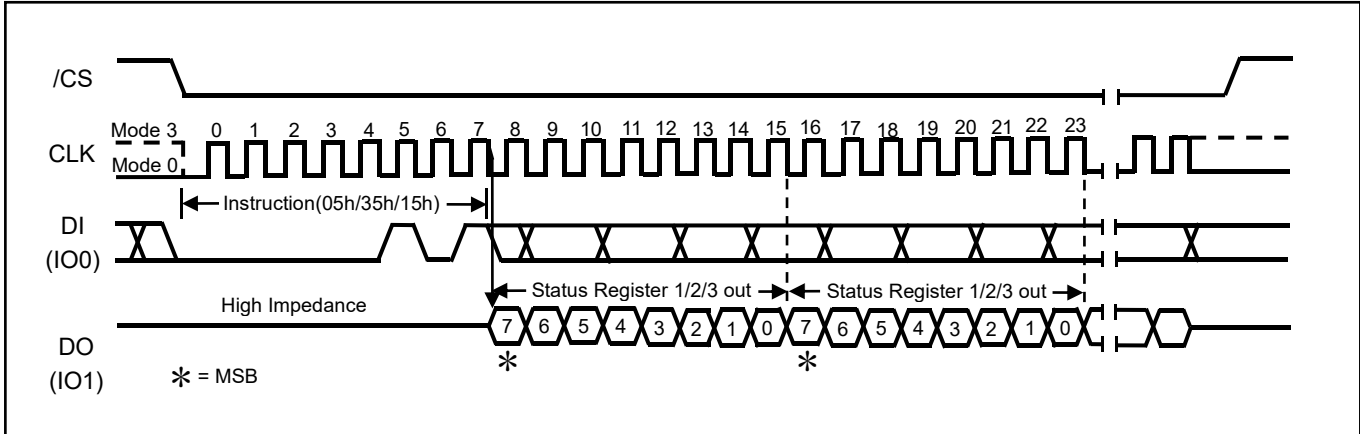 /CS
Mode 3 0 1 2 3 4 5 6 7 8 9 10 11 12 13 14 15 16 17 18 19 20 21 22 23
CLK
Mode 0
Instruction(05h/35h/15h)
DI
(IO0)
Status Register 1/2/3 out Status Register 1/2/3 out
High Impedance
7 6 5 4 3 2 1 0 7 6 5 4 3 2 1 0
DO
(IO1)
* * 
* = MSB